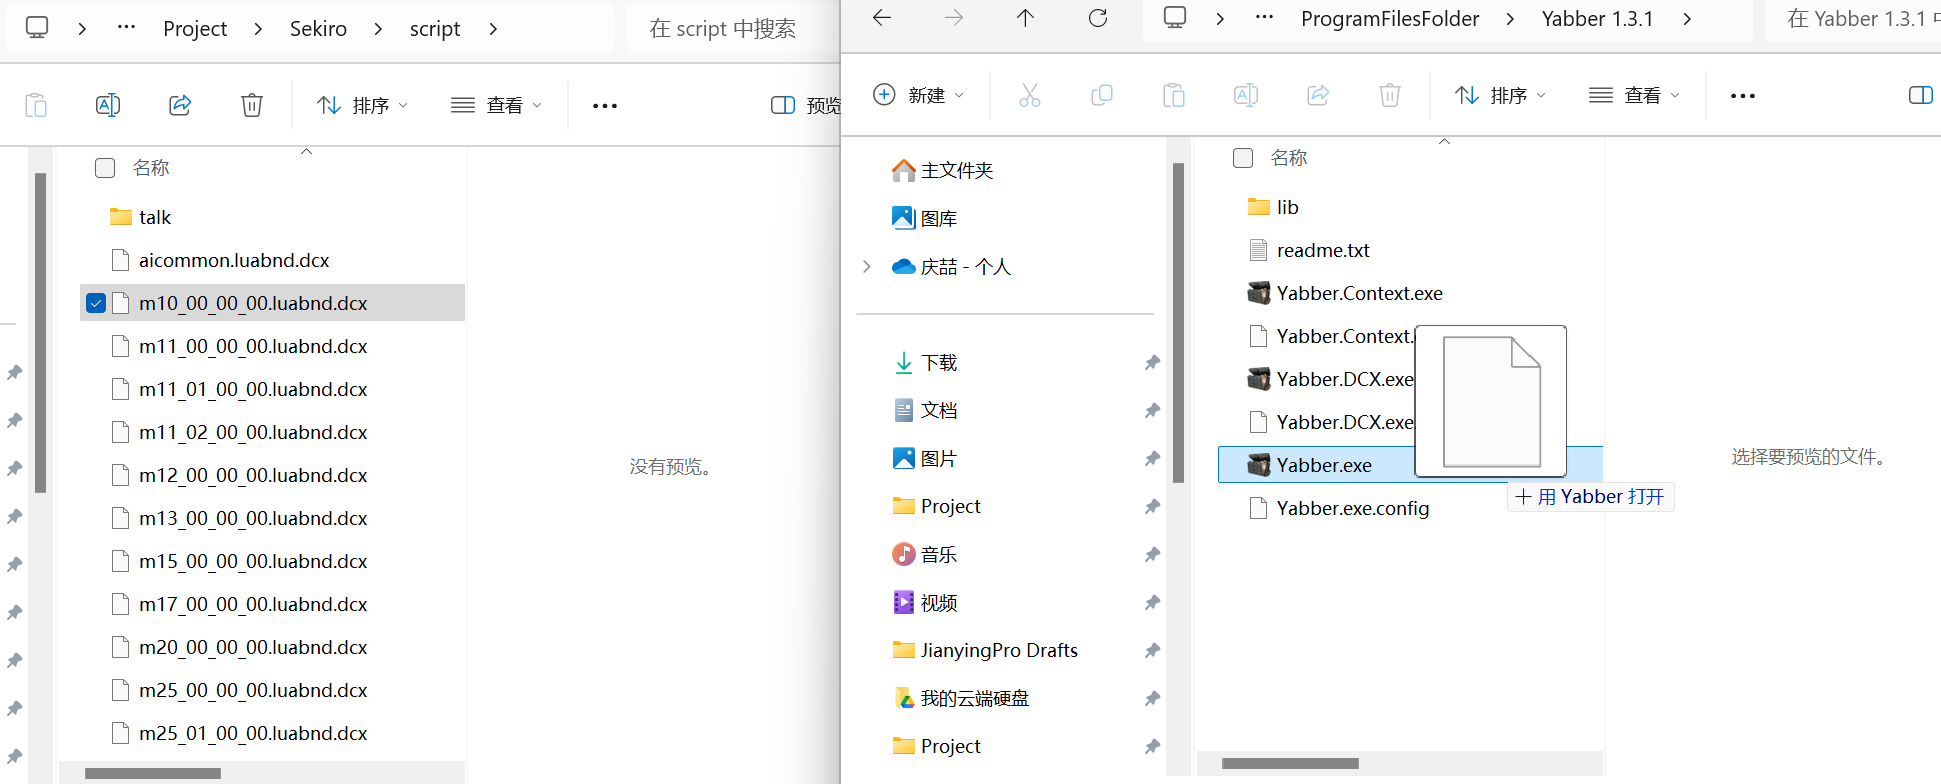 Project
Sekiro
script
在 script 中搜索
排序
查看
预览
名称
talk
aicommon.luabnd.dcx
m10_00_00_00.luabnd.dcx
m11_00_00_00.luabnd.dcx
m11_01_00_00.luabnd.dcx
m11_02_00_00.luabnd.dcx
m12_00_00_00.luabnd.dcx
m13_00_00_00.luabnd.dcx
m15_00_00_00.luabnd.dcx
m17_00_00_00.luabnd.dcx
m20_00_00_00.luabnd.dcx
m25_00_00_00.luabnd.dcx
m25_01_00_00.luabnd.dcx
没有预览。
ProgramFilesFolder
Yabber 1.3.1
在 Yabber 1.3.1 中
新建
排序
查看
主文件夹
图库
庆喆 - 个人
下载
文档
图片
Project
音乐
视频
JianyingPro Drafts
我的云端硬盘
Project
名称
lib
readme.txt
Yabber.Context.exe
Yabber.Context.
Yabber.DCX.exe
Yabber.DCX.exe.
Yabber.exe
Yabber.exe.config
用 Yabber 打开
选择要预览的文件。